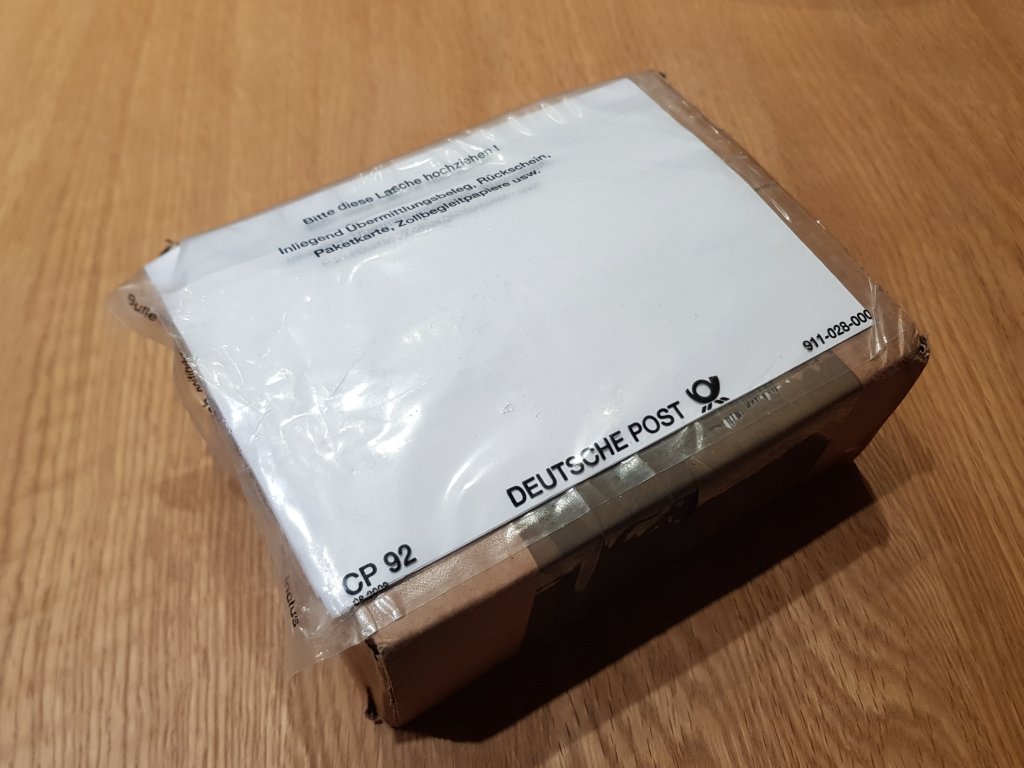 Bitte diese Lasche hochziehen !
Inliegend Übermittlungsbeleg, Rückschein,
Paketkarte, Zollbegleitpapiere usw.
911-028-000
DEUTSCHE POST
CP 92